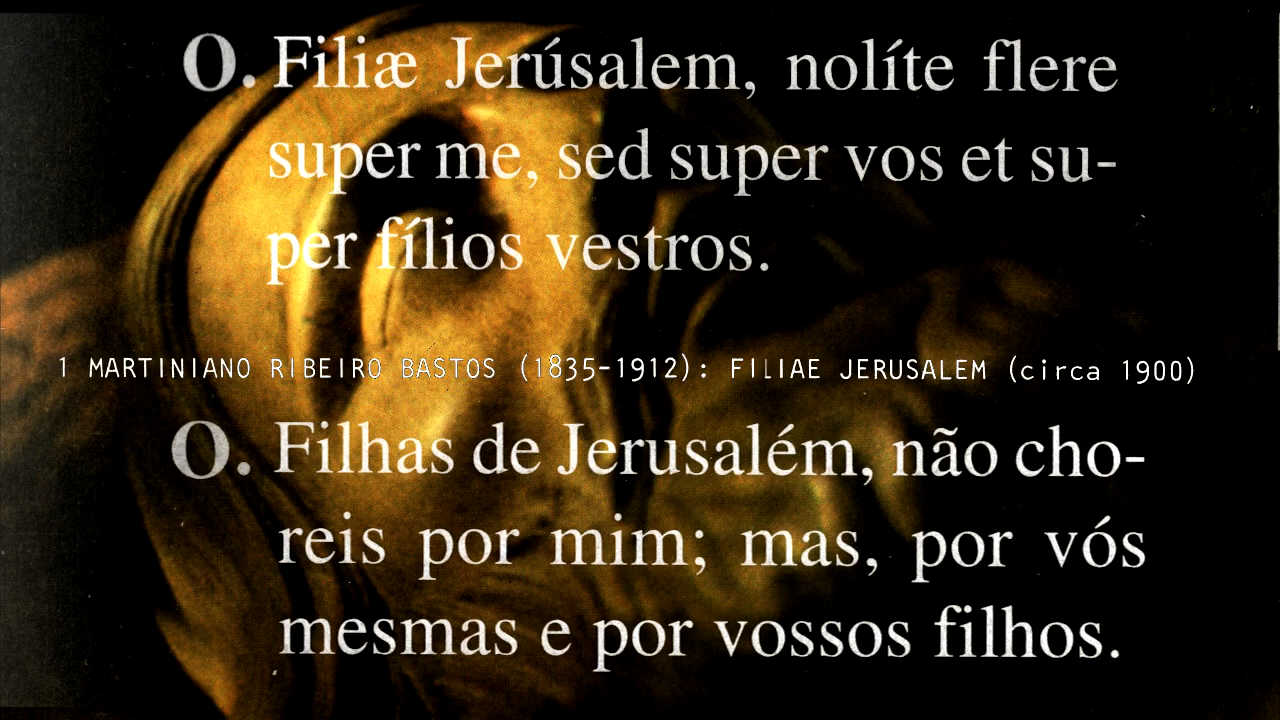 O. Filiæ Jerúsalem, nolíte flere
super me, sed super vos et su-
per fílios vestros.
1 MARTINIANO RIBEIRO BASTOS (1835-1912): FILIAE JERUSALEM (circa 1900)
O. Filhas de Jerusalém, não cho-
reis por mim; mas, por vós
mesmas e por vossos filhos.